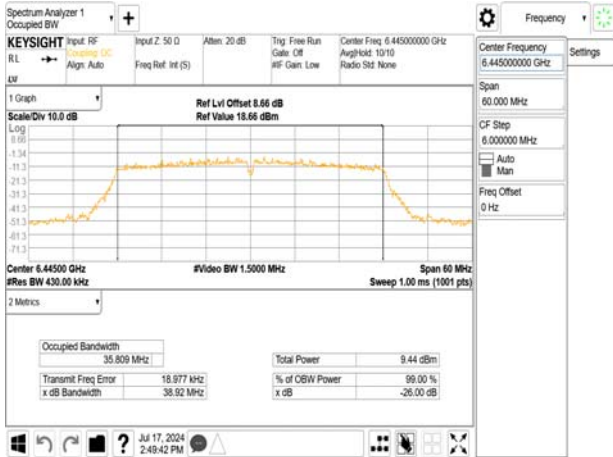 Spectrum Analyzer 1
Occupied BW
Frequency
KEYSIGHT
RL
Input: RF
Coupling: DC
Align: Auto
Input Z: 50 Ω
Freq Ref: Int (S)
Atten: 20 dB
Trig: Free Run
Gate: Off
#IF Gain: Low
Center Freq: 6.445000000 GHz
Avg|Hold: 10/10
Radio Std: None
Center Frequency
6.445000000 GHz
Settings
Span
60.000 MHz
CF Step
6.000000 MHz
Auto
Man
Freq Offset
0 Hz
1 Graph
Scale/Div 10.0 dB
Ref Lvl Offset 8.66 dB
Ref Value 18.66 dBm
Log
8.66
-1.34
-11.3
-21.3
-31.3
-41.3
-51.3
-61.3
-71.3
Center 6.44500 GHz
#Video BW 1.5000 MHz
Span 60 MHz
#Res BW 430.00 kHz
Sweep 1.00 ms (1001 pts)
2 Metrics
Occupied Bandwidth
35.809 MHz
Total Power
9.44 dBm
Transmit Freq Error
18.977 kHz
% of OBW Power
99.00 %
x dB Bandwidth
38.92 MHz
x dB
-26.00 dB
Jul 17, 2024
2:49:42 PM